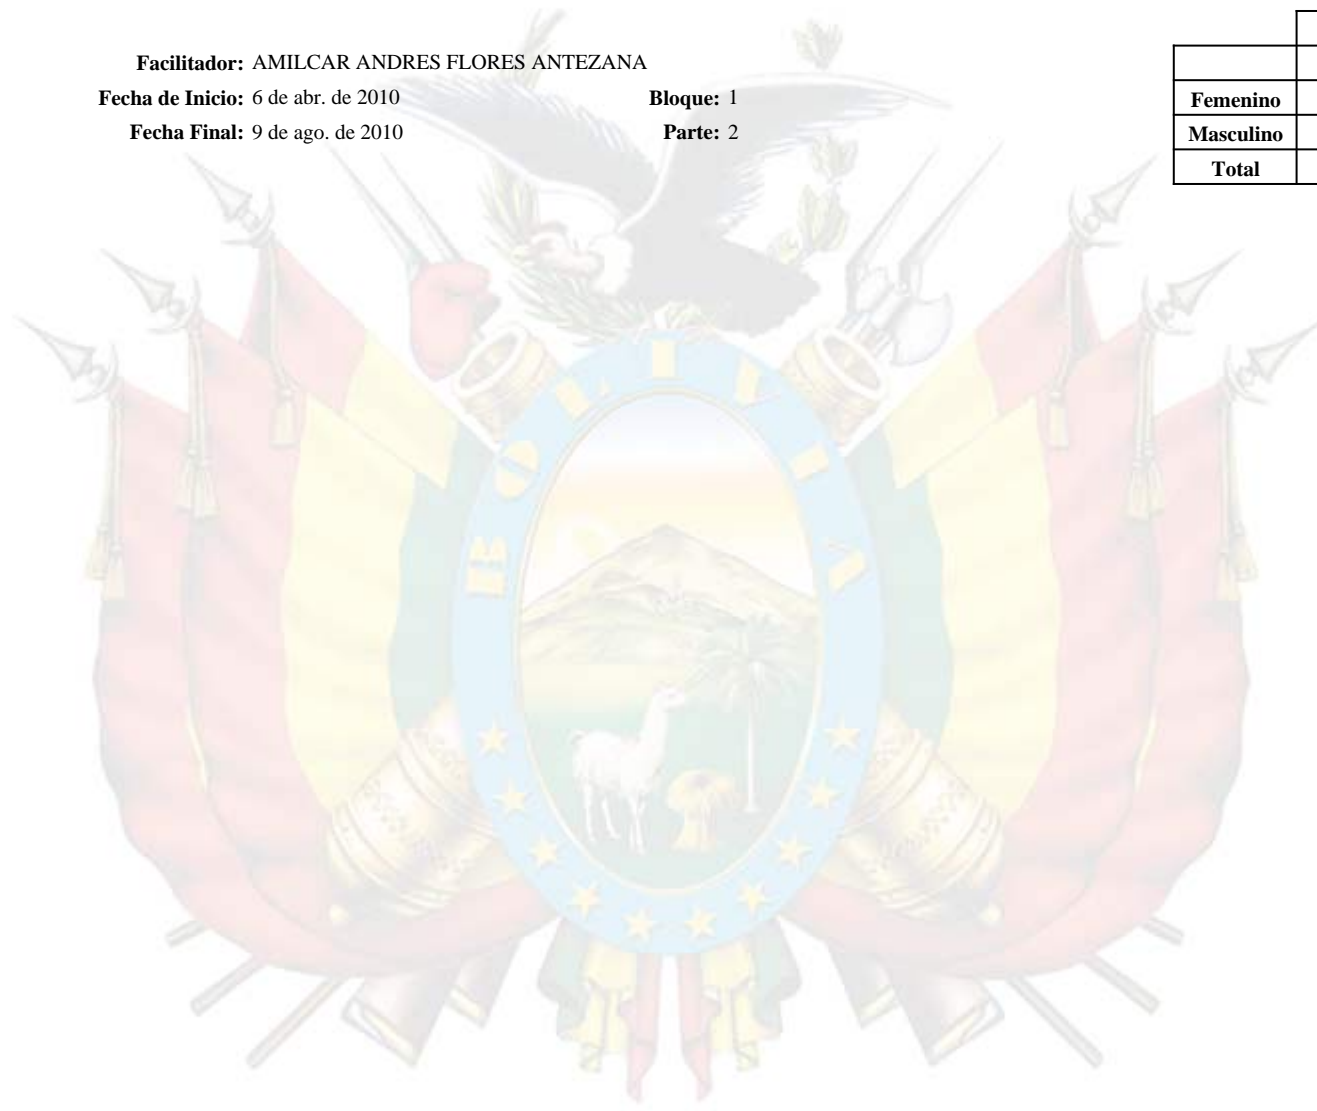 Facilitador: AMILCAR ANDRES FLORES ANTEZANA
Fecha de Inicio: 6 de abr. de 2010 Bloque: 1
Fecha Final: 9 de ago. de 2010 Parte: 2
Femenino
Masculino
Total
BOLIVIA